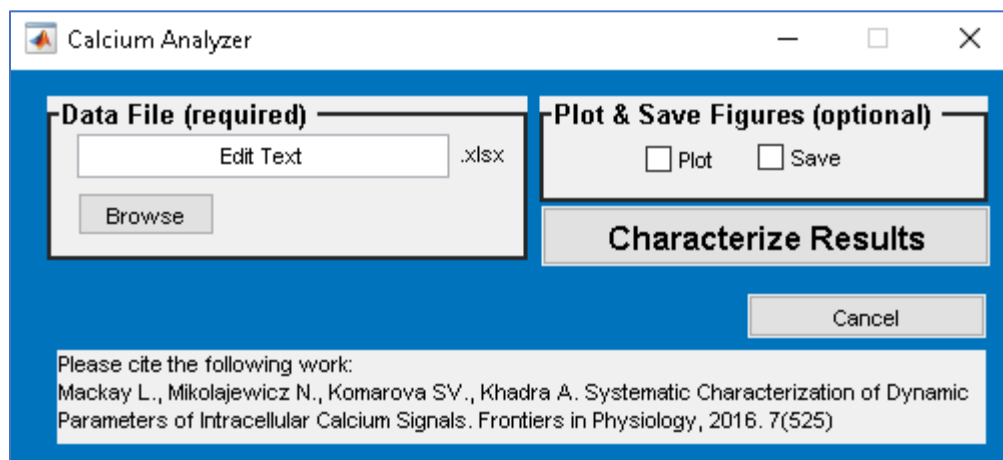 Calcium Analyzer
Data File (required)
Edit Text .xlsx
Browse
Plot & Save Figures (optional)
Plot Save
Characterize Results
Cancel
Please cite the following work:
Mackay L., Mikolajewicz N., Komarova SV., Khadra A. Systematic Characterization of Dynamic
Parameters of Intracellular Calcium Signals. Frontiers in Physiology, 2016. 7(525)